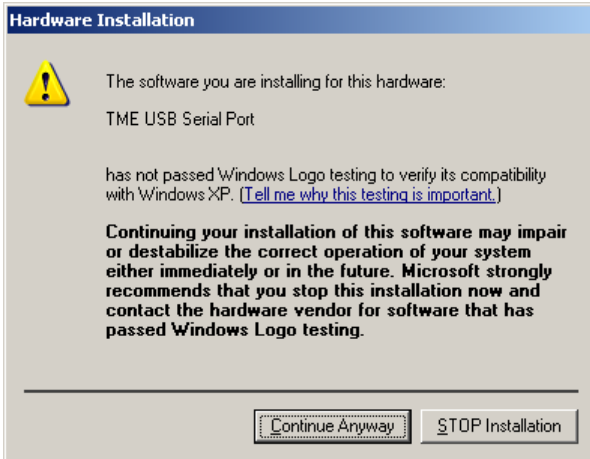 Hardware Installation
The software you are installing for this hardware:
TME USB Serial Port
has not passed Windows Logo testing to verify its compatibility
with Windows XP. (Tell me why this testing is important.)
Continuing your installation of this software may impair
or destabilize the correct operation of your system
either immediately or in the future. Microsoft strongly
recommends that you stop this installation now and
contact the hardware vendor for software that has
passed Windows Logo testing.
Continue Anyway STOP Installation